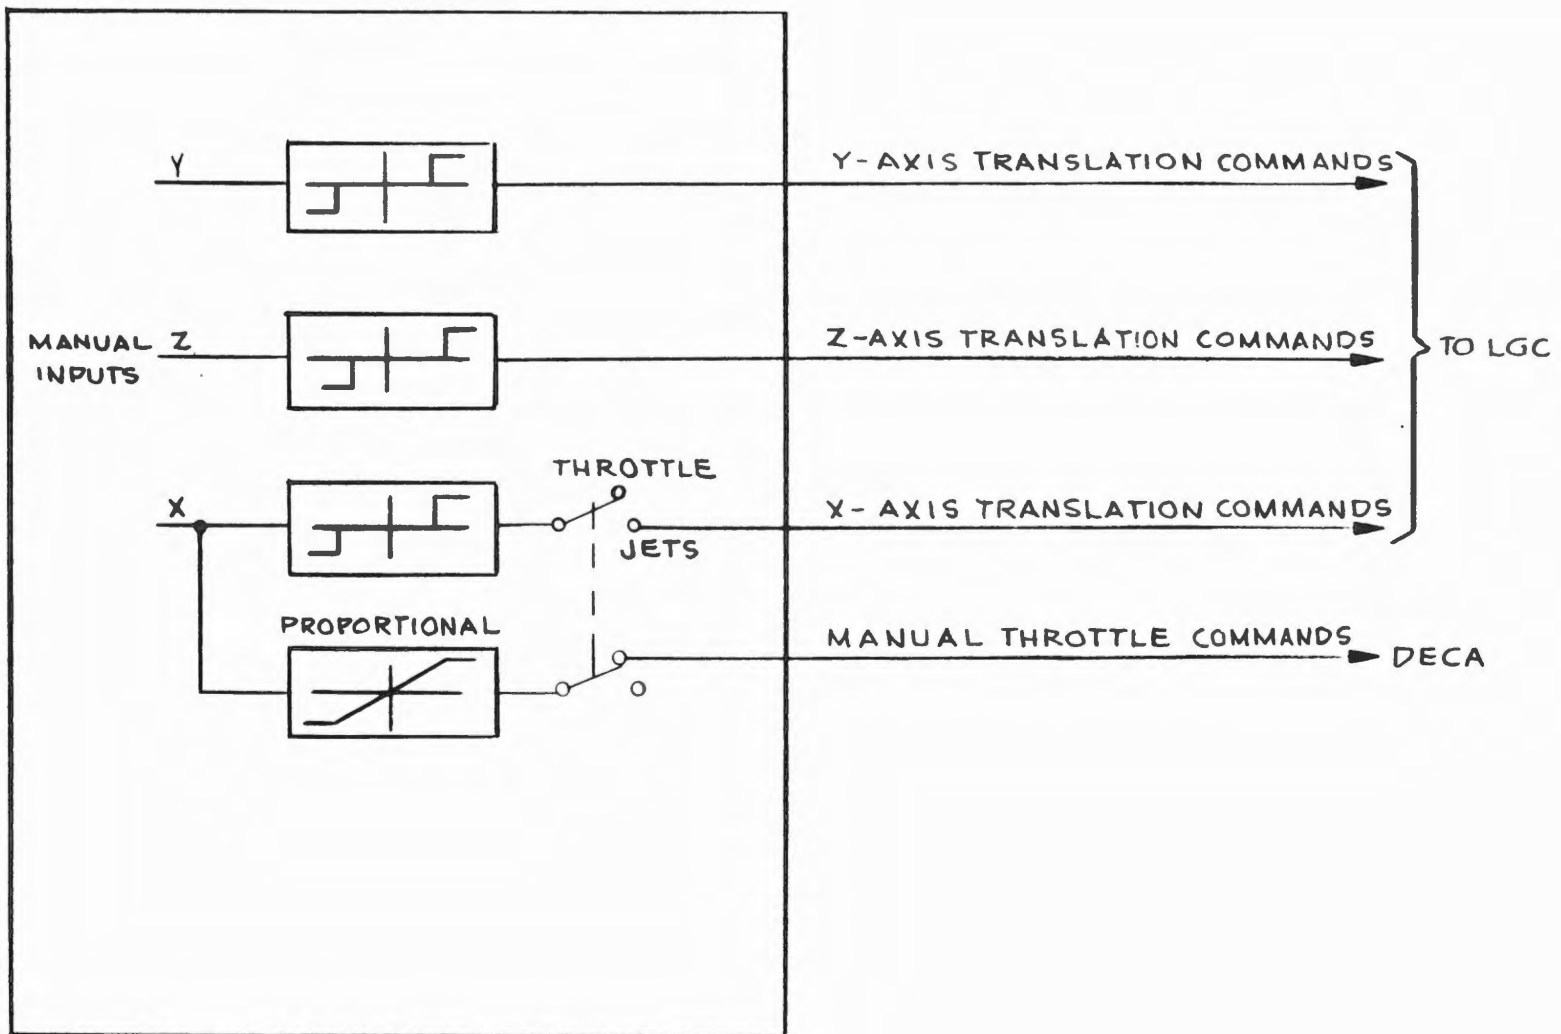 Y
Y-AXIS TRANSLATION COMMANDS
MANUAL
INPUTS
Z
Z-AXIS TRANSLATION COMMANDS
TO LGC
X
THROTTLE
JETS
X- AXIS TRANSLATION COMMANDS
PROPORTIONAL
MANUAL THROTTLE COMMANDS
DECA